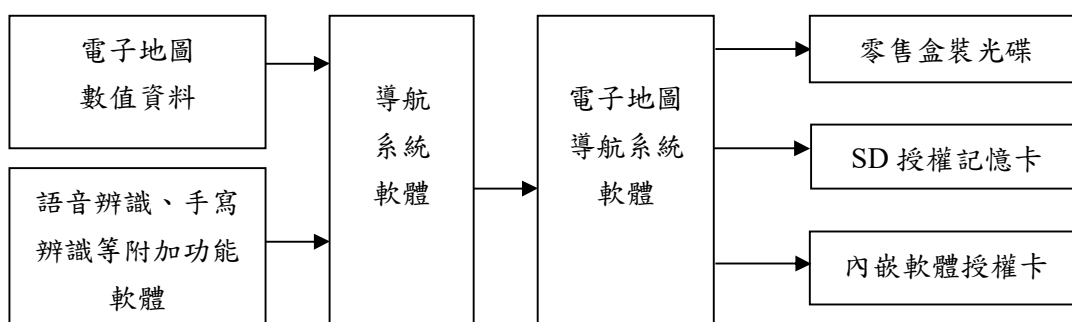 電子地圖
數值資料
語音辨識、手寫
辨識等附加功能
軟體
導航
系統
軟體
電子地圖
導航系統
軟體
零售盒裝光碟
SD 授權記憶卡
內嵌軟體授權卡